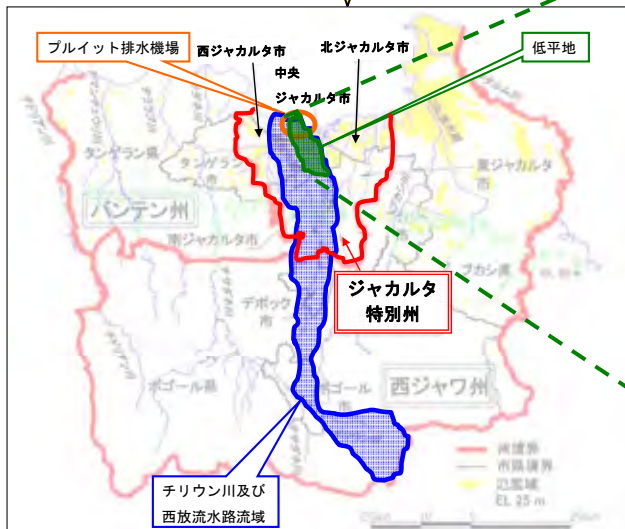 プルイット排水機場
西ジャカルタ市
北ジャカルタ市
低平地
中央
ジャカルタ市
タンゲラン県
タンゲラン
市
東ジャカルタ
市
バンテン州
南ジャカルタ市
ブカシ県
ジャカルタ
特別州
デポック
市
ボゴール県
ボゴール
市
西ジャワ州
チリウン川及び
西放流水路流域
州境界
市県境界
氾濫域
EL 25 m